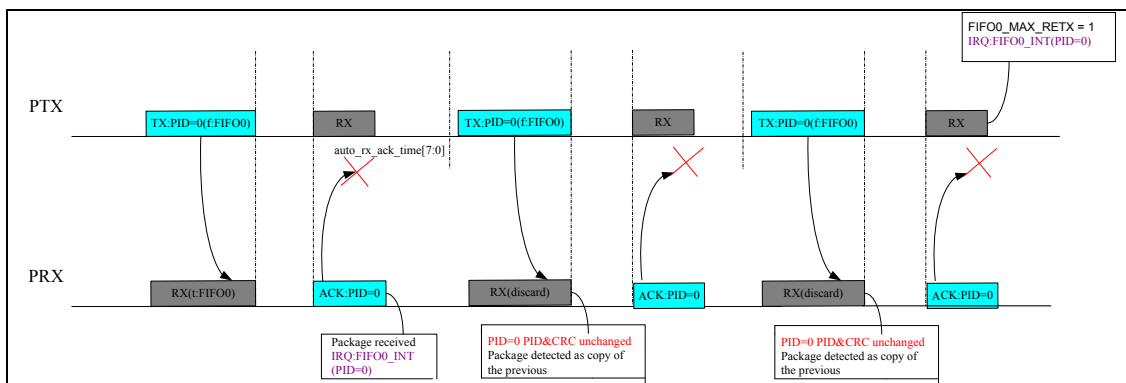 FIFO0_MAX_RETX = 1
IRQ:FIFO0_INT(PID=0)
PTX
TX:PID=0(f:FIFO0)
RX
TX:PID=0(f:FIFO0)
RX
TX:PID=0(f:FIFO0)
RX
auto_rx_ack_time[7:0]
PRX
RX(t:FIFO0)
ACK:PID=0
RX(discard)
ACK:PID=0
RX(discard)
ACK:PID=0
Package received
IRQ:FIFO0_INT
(PID=0)
PID=0 PID&CRC unchanged
Package detected as copy of
the previous
PID=0 PID&CRC unchanged
Package detected as copy of
the previous